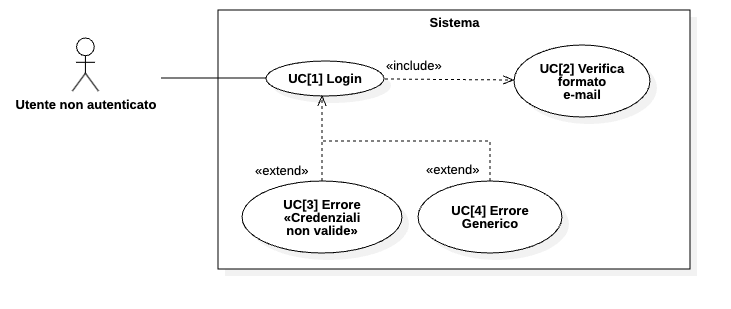 Sistema
«include»
UC[1] Login
UC[2] Verifica
formato
e-mail
Utente non autenticato
«extend»
«extend»
UC[3] Errore
«Credenziali
non valide»
UC[4] Errore
Generico